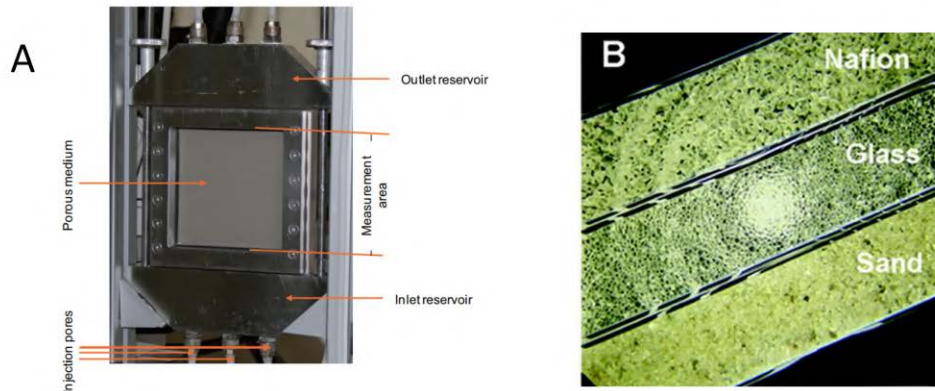 A
Outlet reservoir
Porous medium
Measurement
area
Inlet reservoir
Injection pores
B
Nafion
Glass
Sand